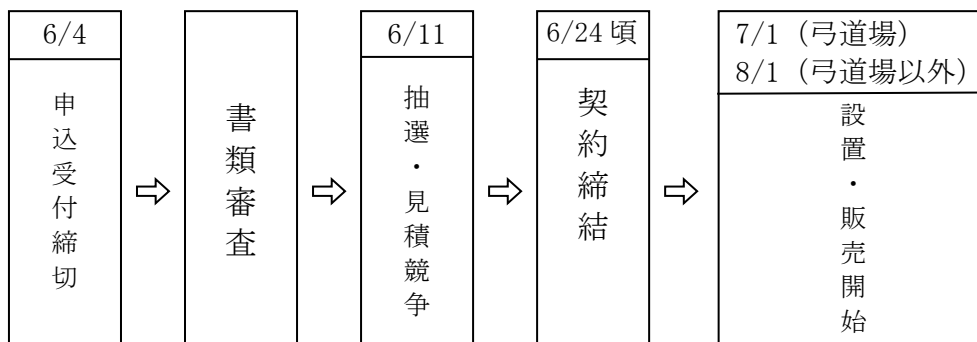 6/4
申込受付締切
⇨
書類審査
⇨
6/11
抽選・見積競争
⇨
6/24頃
契約締結
⇨
7/1（弓道場）
8/1（弓道場以外）
設置・販売開始